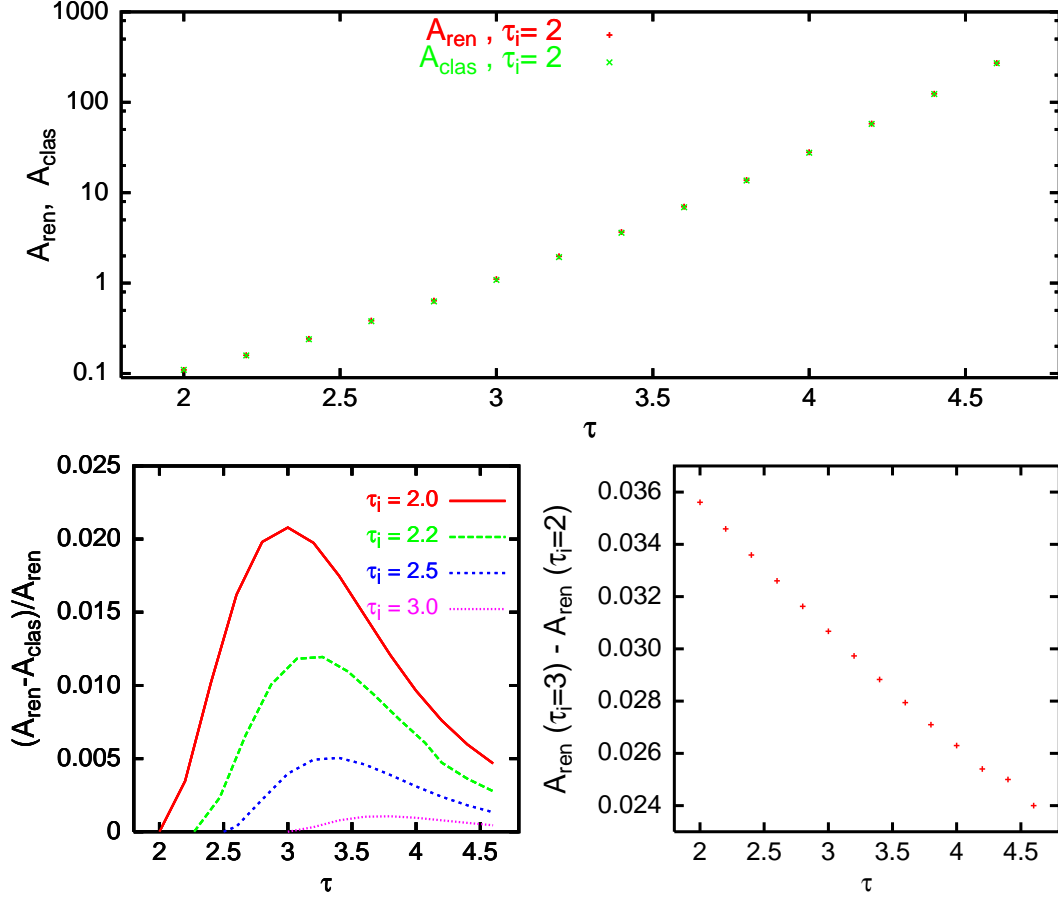 1000
100
10
1
0.1
A_ren, A_clas
A_ren , τ_i= 2
A_clas , τ_i= 2
2 2.5 3 3.5 4 4.5
τ
0.025
0.020
0.015
0.010
0.005
0
(A_ren-A_clas)/A_ren
τ_i = 2.0
τ_i = 2.2
τ_i = 2.5
τ_i = 3.0
2 2.5 3 3.5 4 4.5
τ
0.036
0.034
0.032
0.030
0.028
0.026
0.024
A_ren (τ_i=3) - A_ren (τ_i=2)
2 2.5 3 3.5 4 4.5
τ